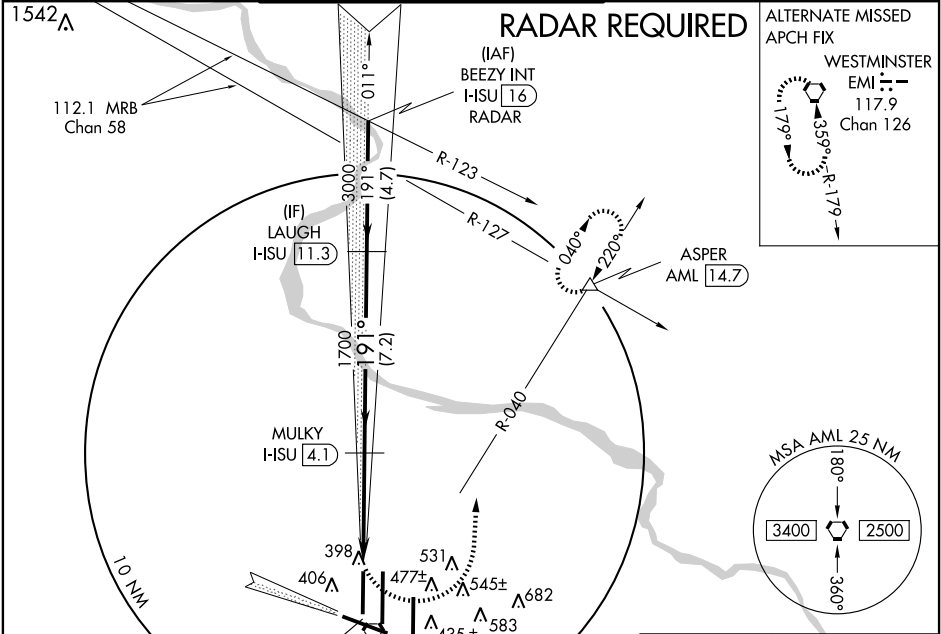 1542
RADAR REQUIRED
ALTERNATE MISSED
APCH FIX
WESTMINSTER
EMI
117.9
Chan 126
179°
359°
R-179
(IAF)
BEEZY INT
I-ISU 16
RADAR
011°
112.1 MRB
Chan 58
R-123
3000
191°
(4.7)
R-127
(IF)
LAUGH
I-ISU 11.3
040°
220°
ASPER
AML 14.7
1700
191°
(7.2)
R-040
MULKY
I-ISU 4.1
MSA AML 25 NM
180°
3400
2500
360°
10 NM
398
531
406
477±
545±
682
583
435±